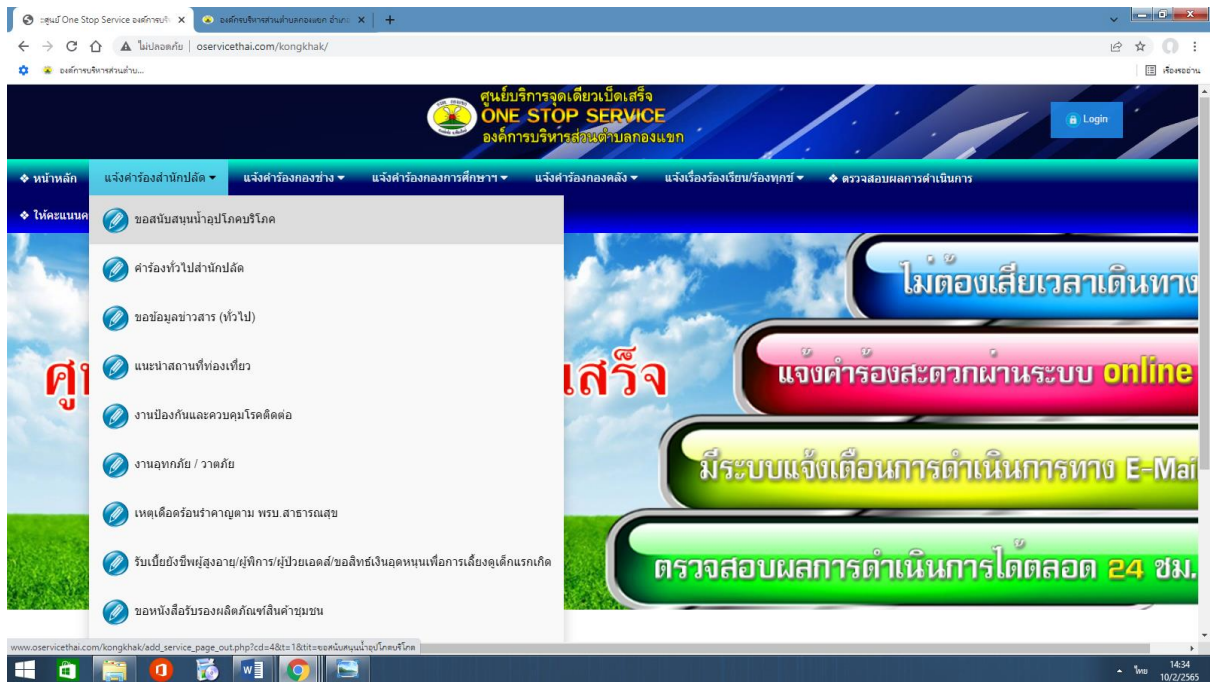 :ศูนย์ One Stop Service องค์การบริ
องค์การบริหารส่วนตำบลกองแขก อำเภอ
ไม่ปลอดภัย | oservicethai.com/kongkhak/
องค์การบริหารส่วนตำบ...
เรื่องรออ่าน
ศูนย์บริการจุดเดียวเบ็ดเสร็จ
ONE STOP SERVICE
องค์การบริหารส่วนตำบลกองแขก
Login
หน้าหลัก แจ้งคำร้องสำนักปลัด แจ้งคำร้องกองช่าง แจ้งคำร้องกองการศึกษาฯ แจ้งคำร้องกองคลัง แจ้งเรื่องร้องเรียน/ร้องทุกข์ ตรวจสอบผลการดำเนินการ
ให้คะแนนค
ขอสนับสนุนน้ำอุปโภคบริโภค
คำร้องทั่วไปสำนักปลัด
ขอข้อมูลข่าวสาร (ทั่วไป)
แนะนำสถานที่ท่องเที่ยว
งานป้องกันและควบคุมโรคติดต่อ
งานอุทกภัย / วาตภัย
เหตุเดือดร้อนรำคาญตาม พรบ.สาธารณสุข
รับเบี้ยยังชีพผู้สูงอายุ/ผู้พิการ/ผู้ป่วยเอดส์/ขอสิทธ์เงินอุดหนุนเพื่อการเลี้ยงดูเด็กแรกเกิด
ขอหนังสือรับรองผลิตภัณฑ์สินค้าชุมชน
ศู
เสร็จ
ไม่ต้องเสียเวลาเดินทาง
แจ้งคำร้องสะดวกผ่านระบบ online
มีระบบแจ้งเตือนการดำเนินการทาง E-Mai
ตรวจสอบผลการดำเนินการได้ตลอด 24 ชม.
www.oservicethai.com/kongkhak/add_service_page_out.php?cd=4&t=1&tit=ขอสนับสนุนน้ำอุปโภคบริโภค
ไทย
14:34
10/2/2565